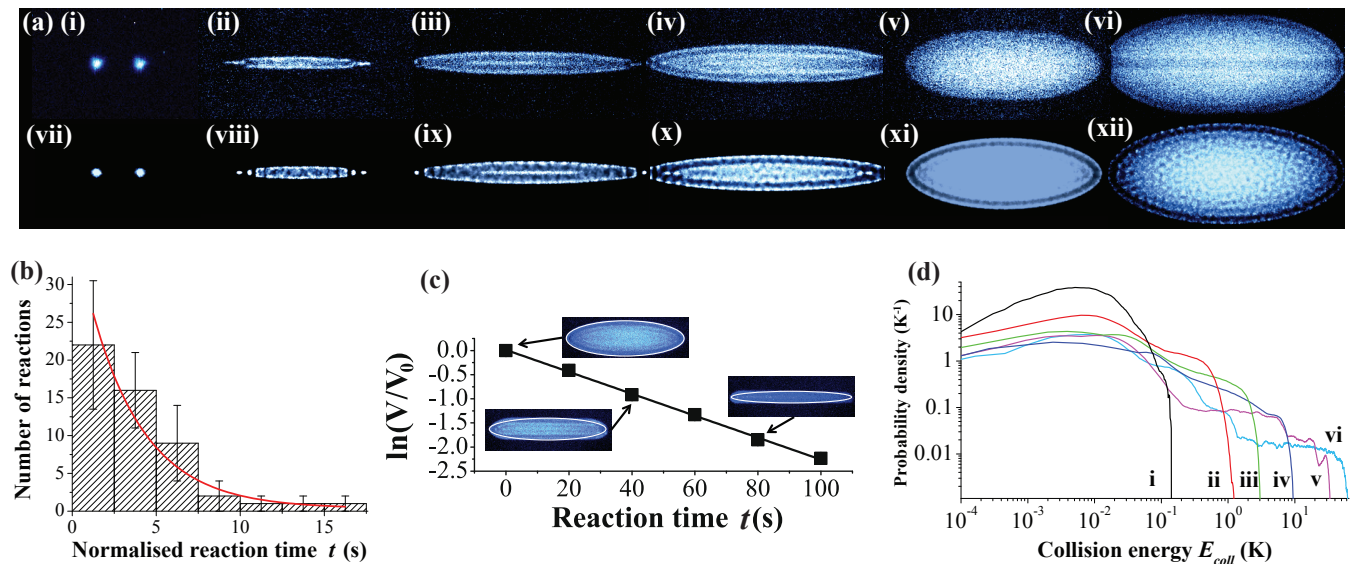 (a) (i) (ii) (iii) (iv) (v) (vi)
(vii) (viii) (ix) (x) (xi) (xii)
(b)
Number of reactions
30
25
20
15
10
5
0
0 5 10 15
Normalised reaction time t (s)
(c)
ln(V/V₀)
0.0
-0.5
-1.0
-1.5
-2.0
-2.5
0 20 40 60 80 100
Reaction time t (s)
(d)
Probability density (K⁻¹)
10
1
0.1
0.01
i ii iii iv v vi
10⁻⁴ 10⁻³ 10⁻² 10⁻¹ 10⁰ 10¹
Collision energy E_coll (K)